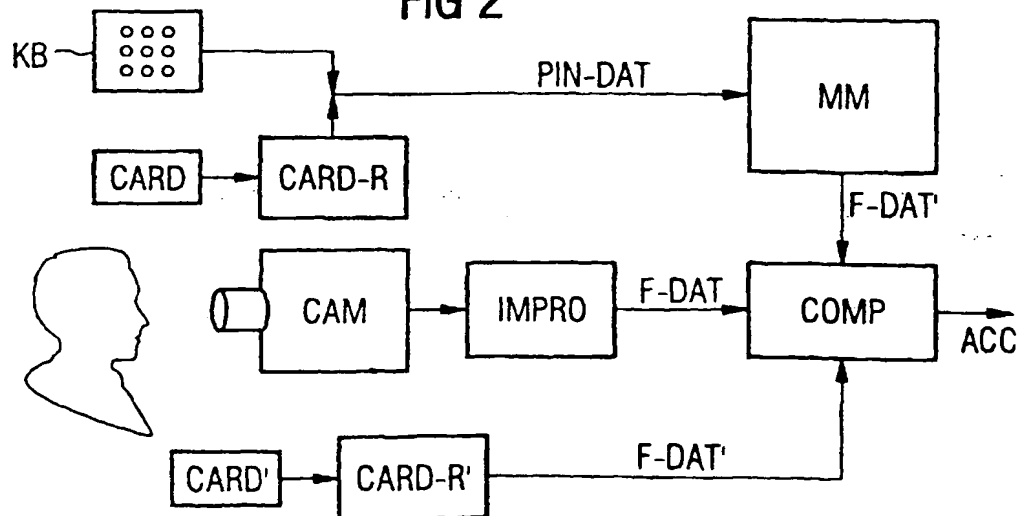 FIG 2
KB
PIN-DAT
MM
CARD
CARD-R
F-DAT'
CAM
IMPRO
F-DAT
COMP
ACC
CARD'
CARD-R'
F-DAT'